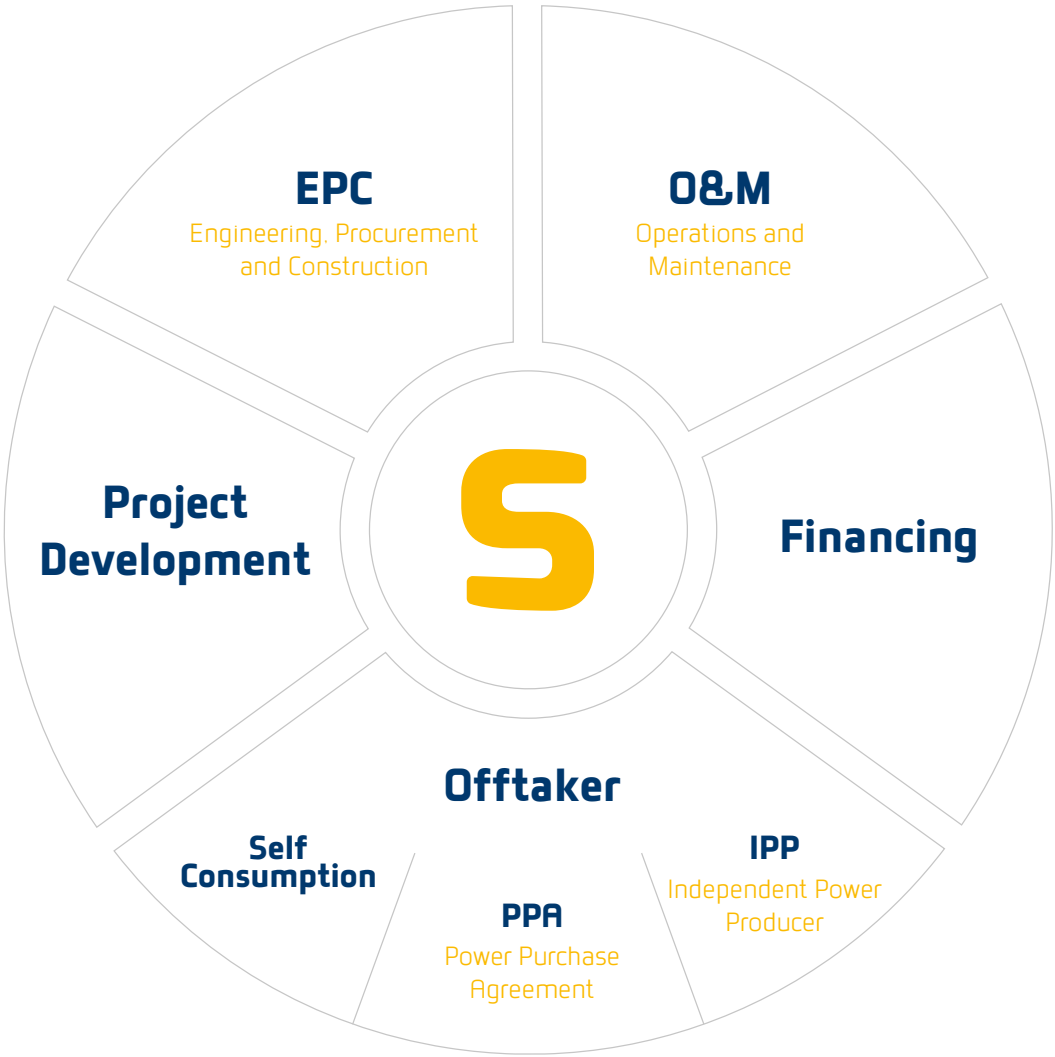 EPC
Engineering, Procurement
and Construction
O&M
Operations and
Maintenance
Project
Development
S
Financing
Offtaker
Self
Consumption
PPA
Power Purchase
Agreement
IPP
Independent Power
Producer